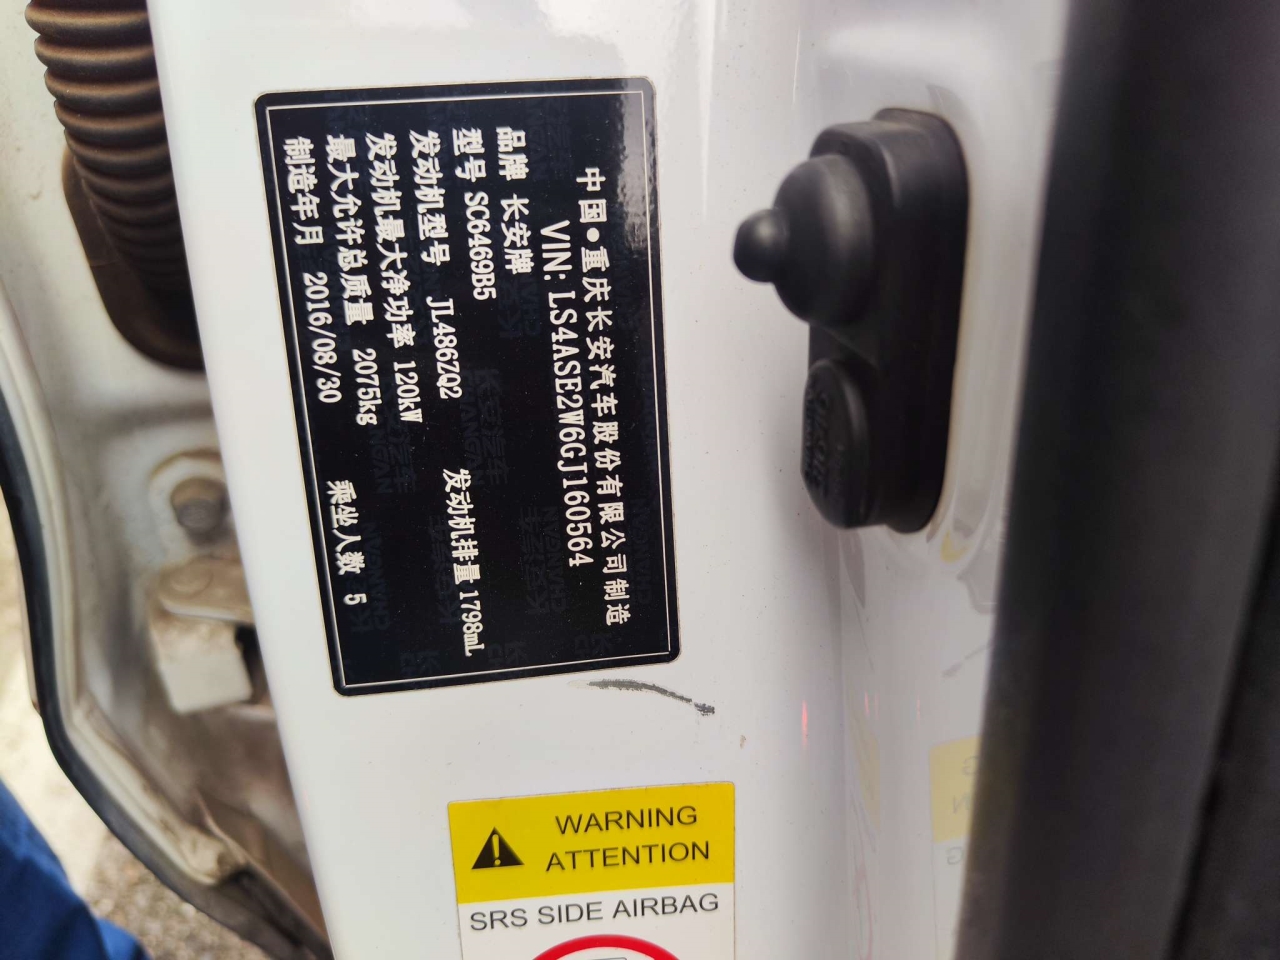 中国•重庆长安汽车股份有限公司制造
VIN: LS4ASE2W6GJ160564
品牌 长安牌
型号 SC6469B5
发动机型号 JL486ZQ2 发动机排量 1798mL
发动机最大净功率 120kW
最大允许总质量 2075kg 乘坐人数 5
制造年月 2016/08/30
WARNING
ATTENTION
SRS SIDE AIRBAG